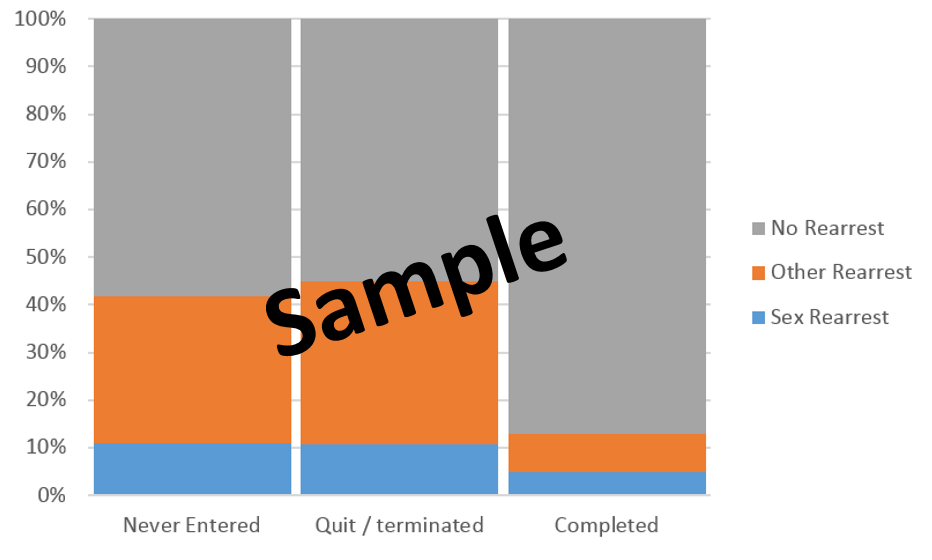 100%
90%
80%
70%
60%
50%
40%
30%
20%
10%
0%
Never Entered
Quit / terminated
Completed
No Rearrest
Other Rearrest
Sex Rearrest
Sample